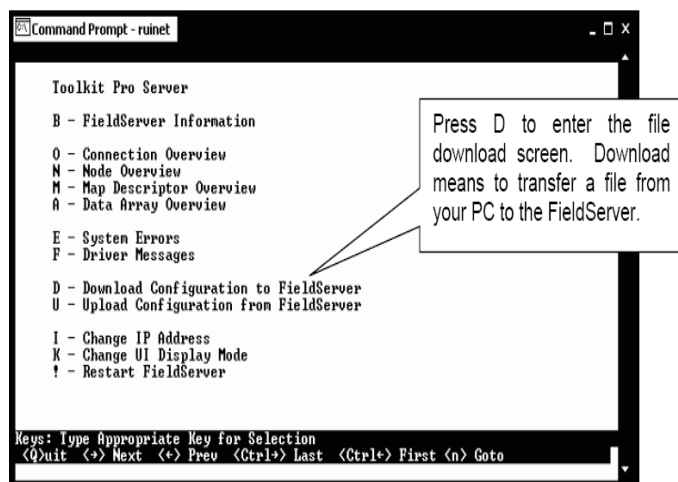 Command Prompt - ruinet
Toolkit Pro Server
B - FieldServer Information
O - Connection Overview
N - Node Overview
M - Map Descriptor Overview
A - Data Array Overview
E - System Errors
F - Driver Messages
D - Download Configuration to FieldServer
U - Upload Configuration from FieldServer
I - Change IP Address
K - Change UI Display Mode
! - Restart FieldServer
Press D to enter the file
download screen. Download
means to transfer a file from
your PC to the FieldServer.
Keys: Type Appropriate Key for Selection
<Q>uit <→> Next <←> Prev <Ctrl→> Last <Ctrl←> First <n> Goto